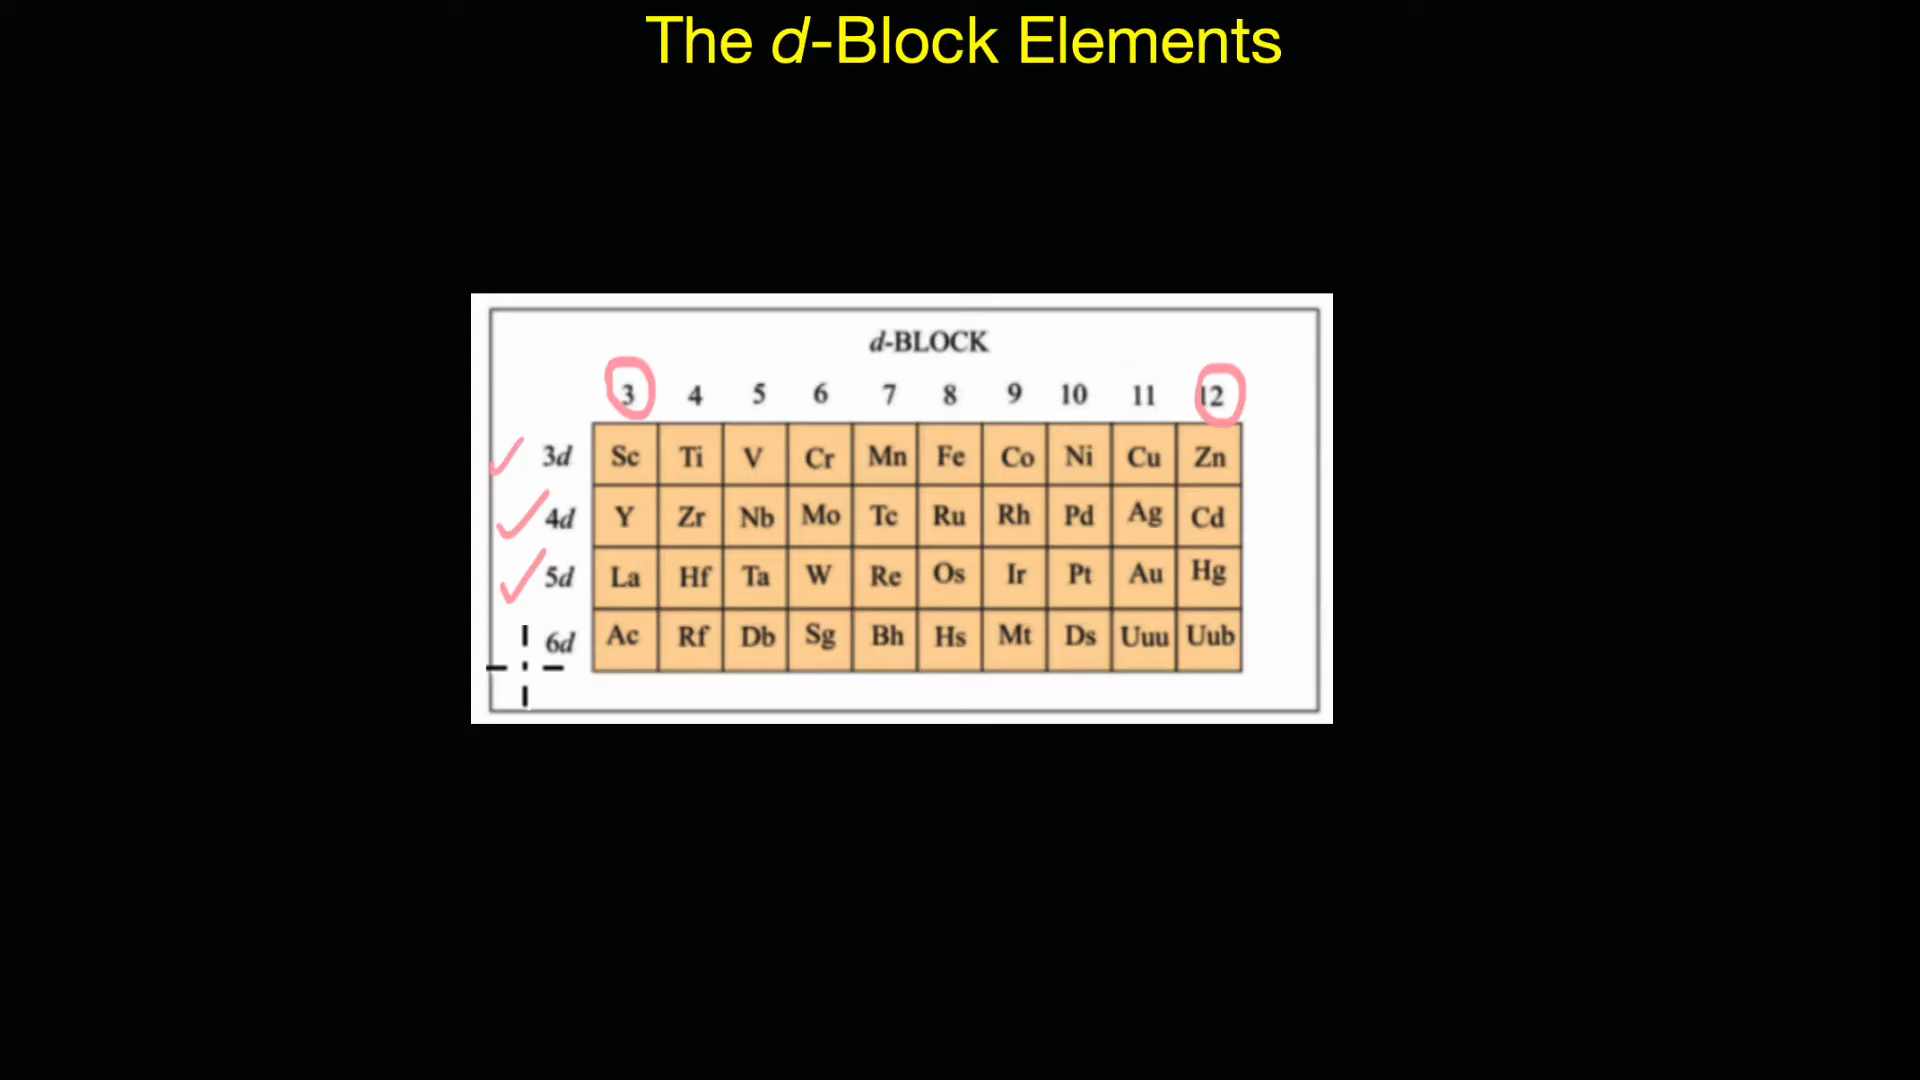 The d-Block Elements
d-BLOCK
3 4 5 6 7 8 9 10 11 12
3d Sc Ti V Cr Mn Fe Co Ni Cu Zn
4d Y Zr Nb Mo Tc Ru Rh Pd Ag Cd
5d La Hf Ta W Re Os Ir Pt Au Hg
6d Ac Rf Db Sg Bh Hs Mt Ds Uuu Uub